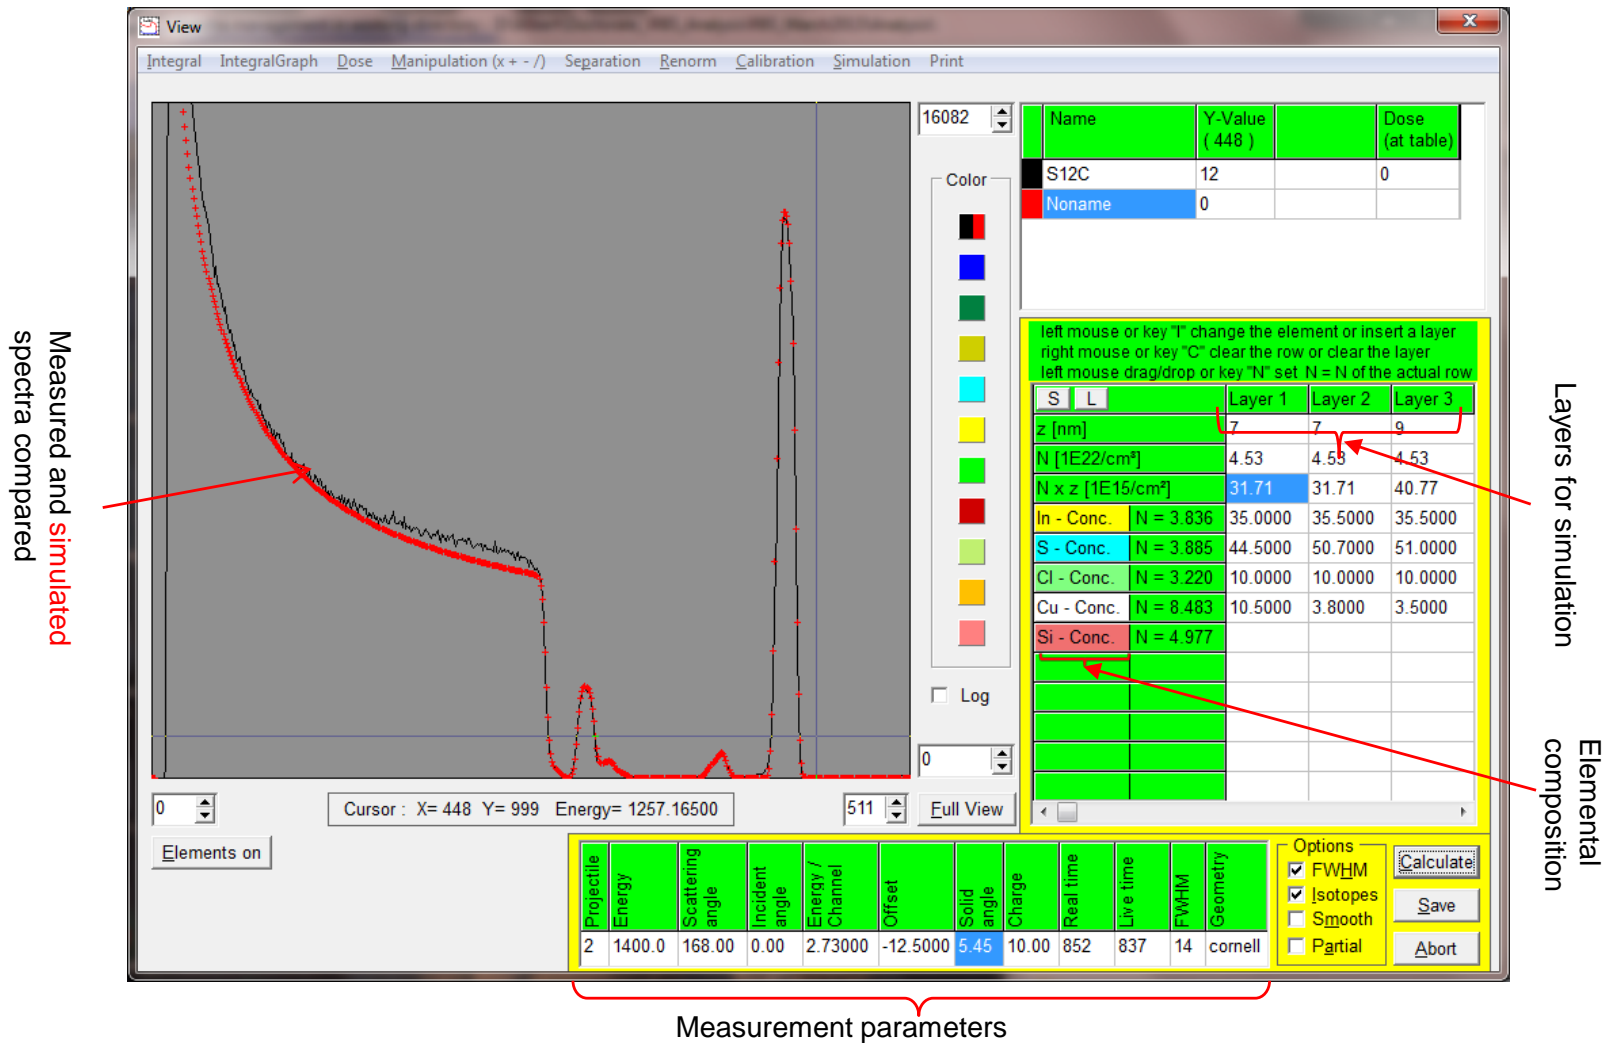 View
Integral IntegralGraph Dose Manipulation (x + - /) Separation Renorm Calibration Simulation Print
16082
Color
Log
0
0
Cursor : X= 448 Y= 999 Energy= 1257.16500
511
Full View
Elements on
Name Y-Value ( 448 ) Dose (at table)
S12C 12 0
Noname 0
left mouse or key "I" change the element or insert a layer
right mouse or key "C" clear the row or clear the layer
left mouse drag/drop or key "N" set N = N of the actual row
S L Layer 1 Layer 2 Layer 3
z [nm] 7 7 9
N [1E22/cm³] 4.53 4.53 4.53
N x z [1E15/cm²] 31.71 31.71 40.77
In - Conc. N = 3.836 35.0000 35.5000 35.5000
S - Conc. N = 3.885 44.5000 50.7000 51.0000
Cl - Conc. N = 3.220 10.0000 10.0000 10.0000
Cu - Conc. N = 8.483 10.5000 3.8000 3.5000
Si - Conc. N = 4.977
Projectile Energy Scattering angle Incident angle Energy / Channel Offset Solid angle Charge Real time Live time FWHM Geometry
2 1400.0 168.00 0.00 2.73000 -12.5000 5.45 10.00 852 837 14 cornell
Options
FWHM
Isotopes
Smooth
Partial
Calculate
Save
Abort
Measured and simulated
spectra compared
Layers for simulation
Elemental
composition
Measurement parameters